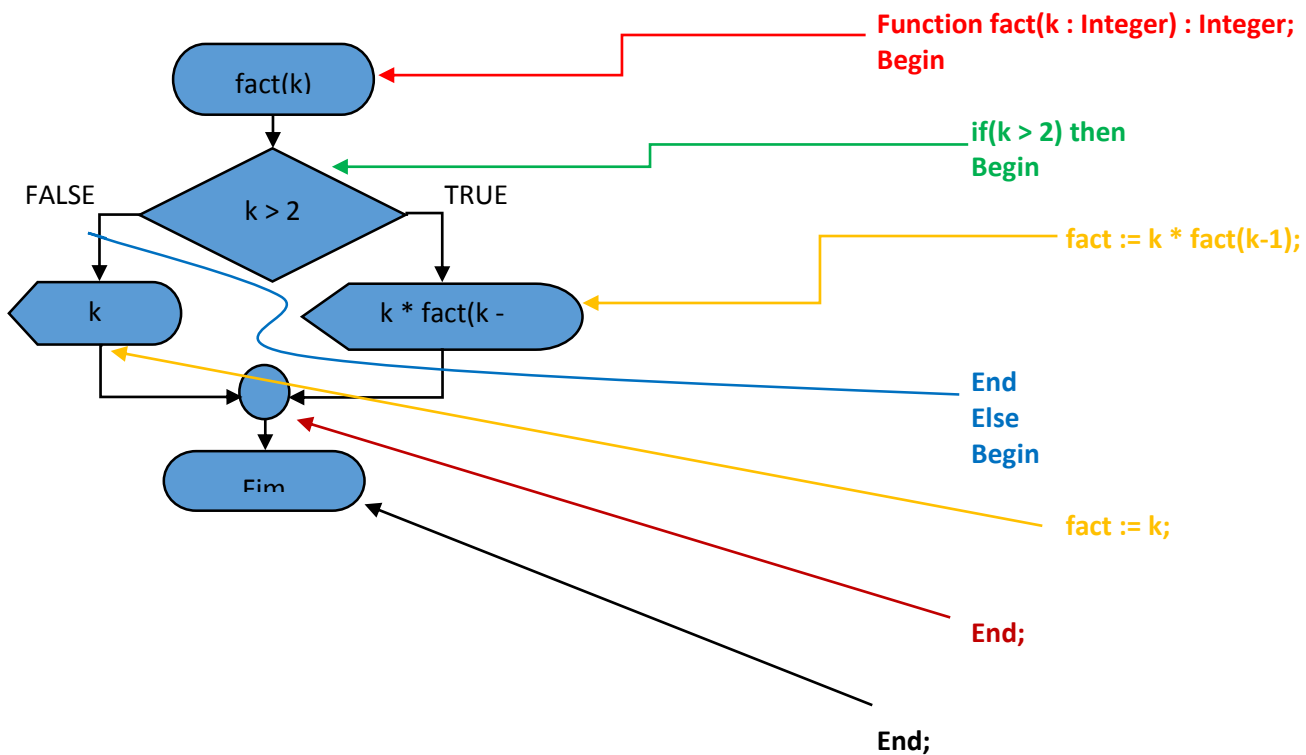 Function fact(k : Integer) : Integer;
Begin
fact(k)
if(k > 2) then
Begin
FALSE
TRUE
k > 2
fact := k * fact(k-1);
k
k * fact(k -
End
Else
Begin
Fim
fact := k;
End;
End;